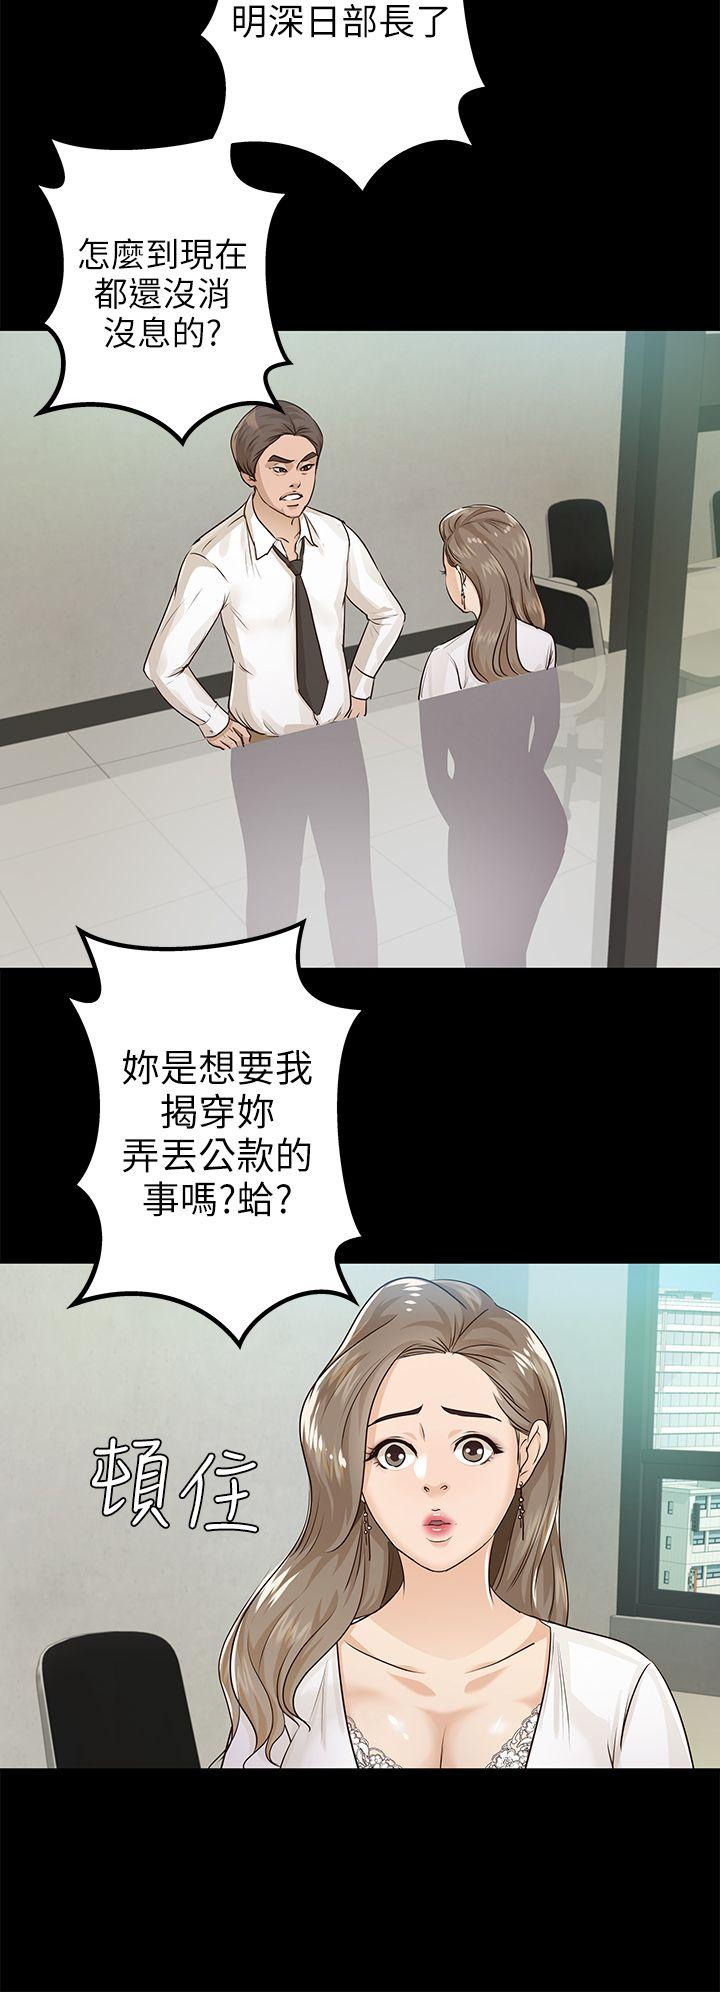 明深日部長了
怎麼到現在
都還沒消
沒息的?
妳是想要我
揭穿妳
弄丟公款的
事嗎?蛤?
頓住